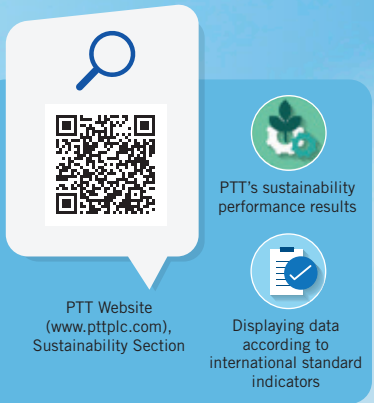 PTT Website
(www.pttplc.com),
Sustainability Section
PTT's sustainability
performance results
Displaying data
according to
international standard
indicators